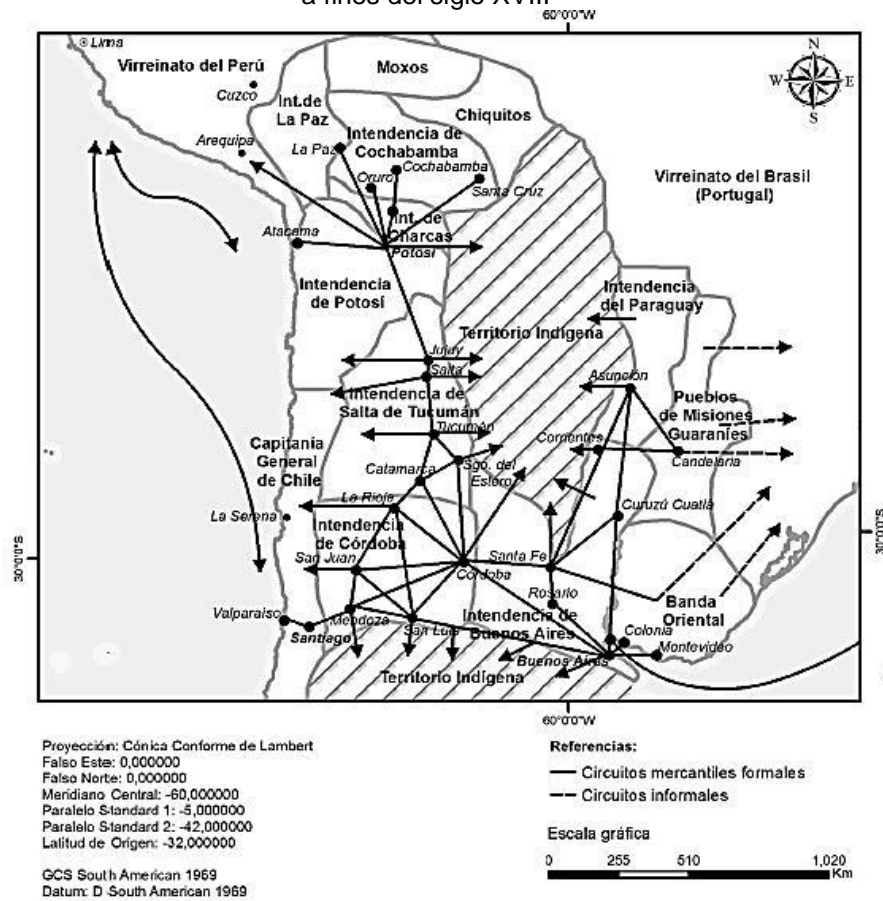 a fines del siglo XVIII
60°0'0"W
Lima
Virreinato del Perú
Cuzco
Arequipa
Moxos
Int. de
La Paz
La Paz
Chiquitos
Intendencia de
Cochabamba
Cochabamba
Oruro
Santa Cruz
N
W
E
S
Virreinato del Brasil
(Portugal)
Atacama
Int. de
Charcas
Potosí
Intendencia
de Potosí
Intendencia
del Paraguay
Territorio Indígena
Jujuy
Salta
Asunción
Intendencia de
Salta de Tucumán
Tucumán
Pueblos
de Misiones
Guaraníes
Corrientes
Candelaria
Capitanía
General
de Chile
Catamarca
Sgo. del
Estero
La Rioja
Curuzú Cuatiá
La Serena
Intendencia
de Córdoba
San Juan
Córdoba
Santa Fe
30°0'0"S
30°0'0"S
Rosario
Banda
Oriental
Valparaiso
Santiago
Mendoza
San Luis
Intendencia de
Buenos Aires
Buenos Aires
Colonia
Montevideo
Territorio Indígena
60°0'0"W
Proyección: Cónica Conforme de Lambert
Falso Este: 0,000000
Falso Norte: 0,000000
Meridiano Central: -60,000000
Paralelo Standard 1: -5,000000
Paralelo Standard 2: -42,000000
Latitud de Origen: -32,000000
GCS South American 1969
Datum: D South American 1969
Referencias:
Circuitos mercantiles formales
Circuitos informales
Escala gráfica
0 255 510 1,020
Km